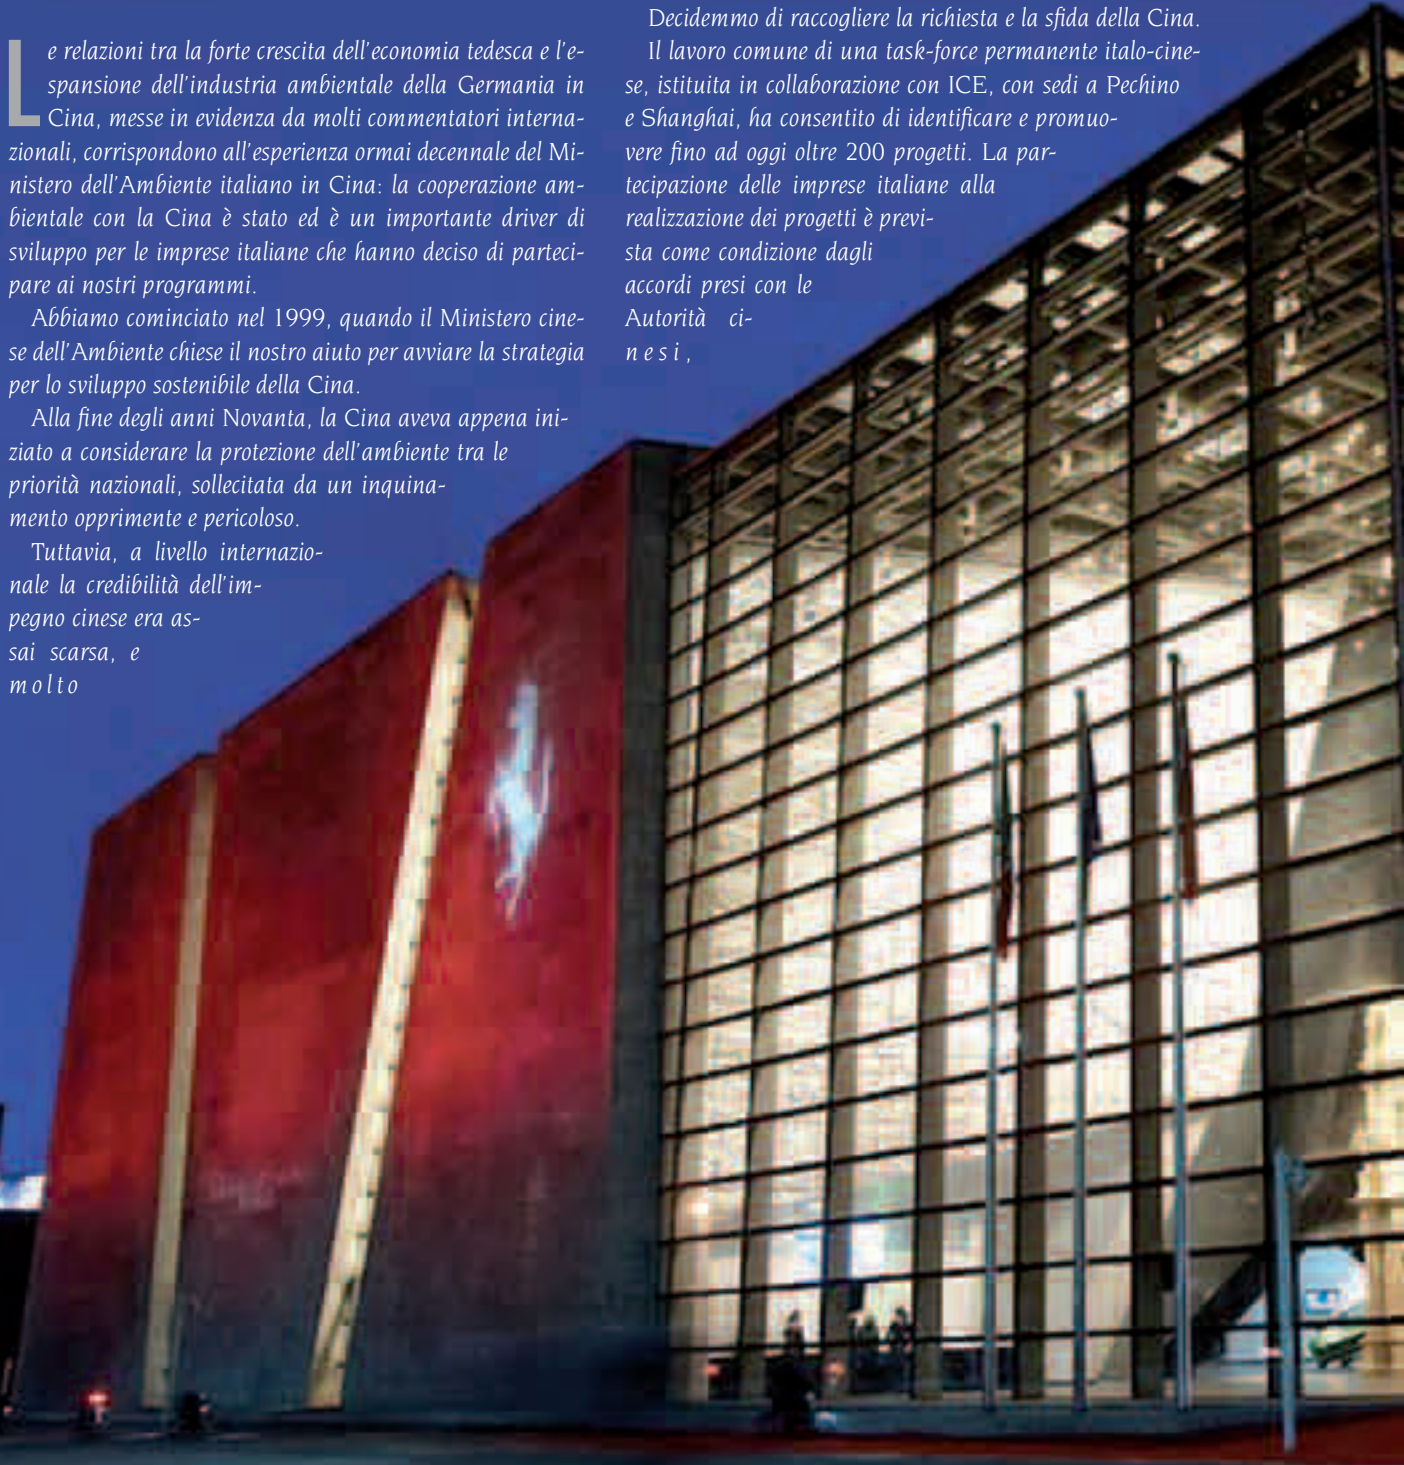 Le relazioni tra la forte crescita dell'economia tedesca e l'e-
spansione dell'industria ambientale della Germania in
Cina, messe in evidenza da molti commentatori interna-
zionali, corrispondono all'esperienza ormai decennale del Mi-
nistero dell'Ambiente italiano in Cina: la cooperazione am-
bientale con la Cina è stato ed è un importante driver di
sviluppo per le imprese italiane che hanno deciso di parteci-
pare ai nostri programmi.
Abbiamo cominciato nel 1999, quando il Ministero cine-
se dell'Ambiente chiese il nostro aiuto per avviare la strategia
per lo sviluppo sostenibile della Cina.
Alla fine degli anni Novanta, la Cina aveva appena ini-
ziato a considerare la protezione dell'ambiente tra le
priorità nazionali, sollecitata da un inquina-
mento opprimente e pericoloso.
Tuttavia, a livello internazio-
nale la credibilità dell'im-
pegno cinese era as-
sai scarsa, e
molto
Decidemmo di raccogliere la richiesta e la sfida della Cina.
Il lavoro comune di una task-force permanente italo-cine-
se, istituita in collaborazione con ICE, con sedi a Pechino
e Shanghai, ha consentito di identificare e promuo-
vere fino ad oggi oltre 200 progetti. La par-
tecipazione delle imprese italiane alla
realizzazione dei progetti è previ-
sta come condizione dagli
accordi presi con le
Autorità ci-
nesi,